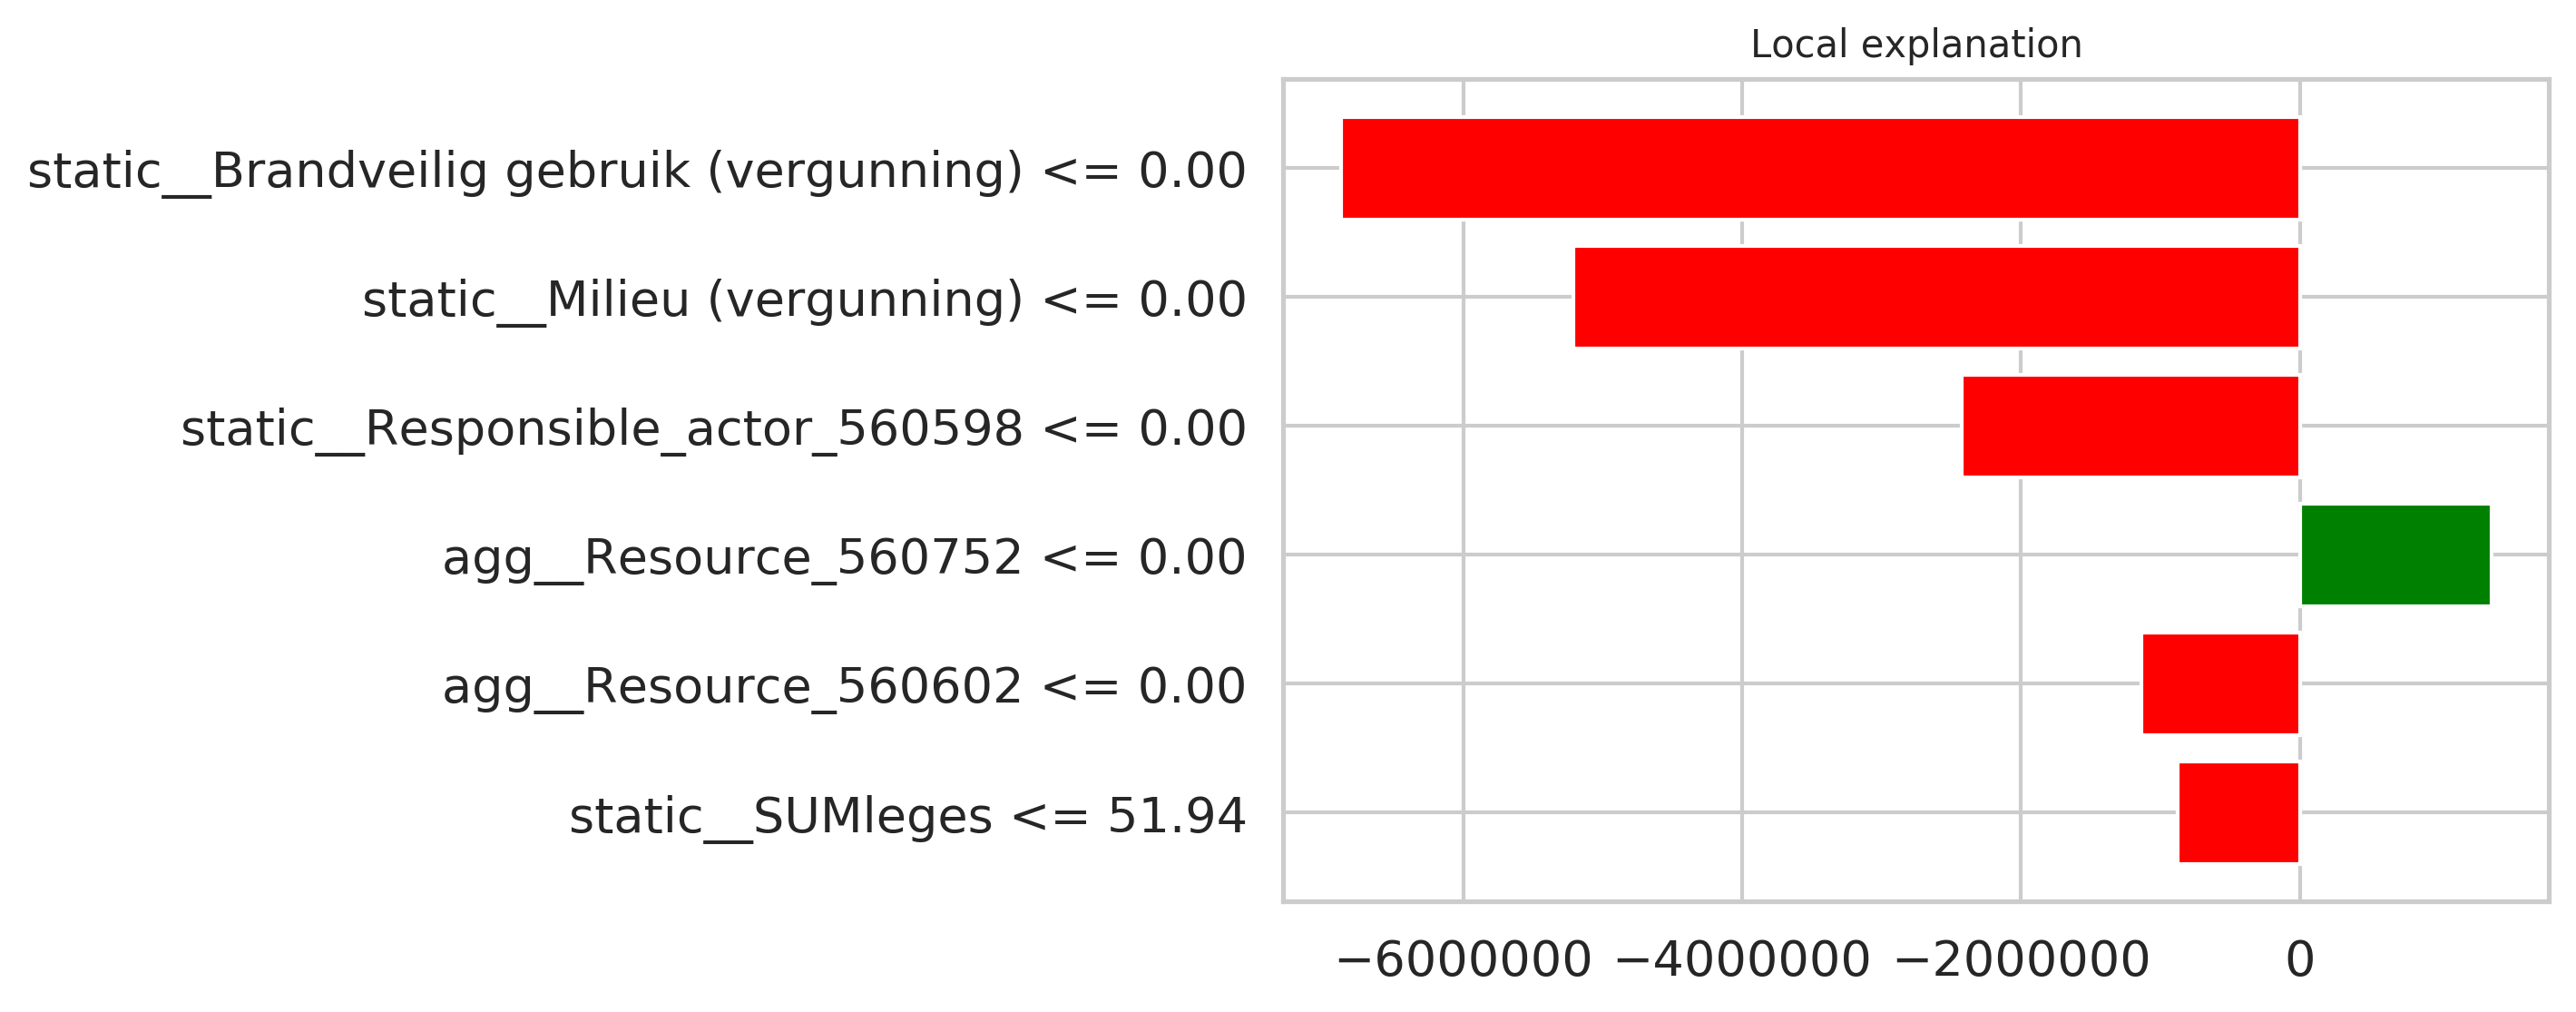 Local explanation
static__Brandveilig gebruik (vergunning) <= 0.00
static__Milieu (vergunning) <= 0.00
static__Responsible_actor_560598 <= 0.00
agg__Resource_560752 <= 0.00
agg__Resource_560602 <= 0.00
static__SUMleges <= 51.94
−6000000 −4000000 −2000000 0